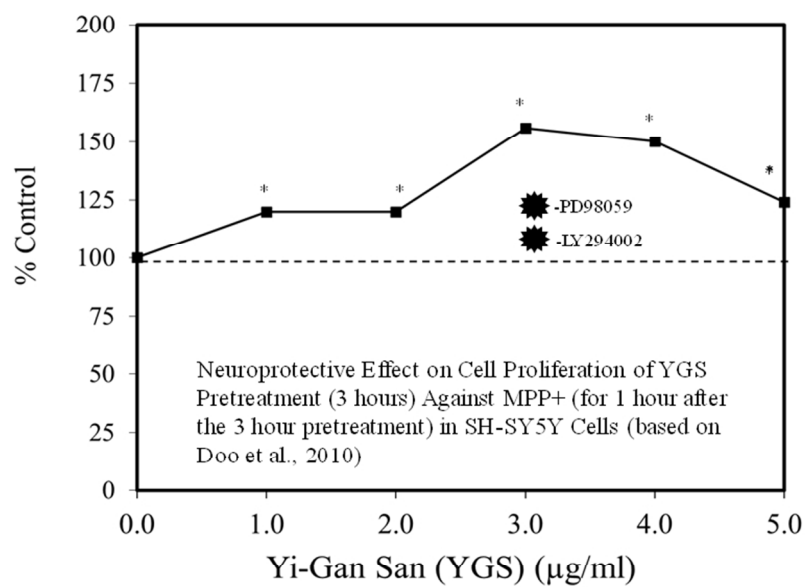 200
175
150
125
100
75
50
25
0
% Control
*
*
*
*
*
-PD98059
-LY294002
Neuroprotective Effect on Cell Proliferation of YGS
Pretreatment (3 hours) Against MPP+ (for 1 hour after
the 3 hour pretreatment) in SH-SY5Y Cells (based on
Doo et al., 2010)
0.0 1.0 2.0 3.0 4.0 5.0
Yi-Gan San (YGS) (µg/ml)